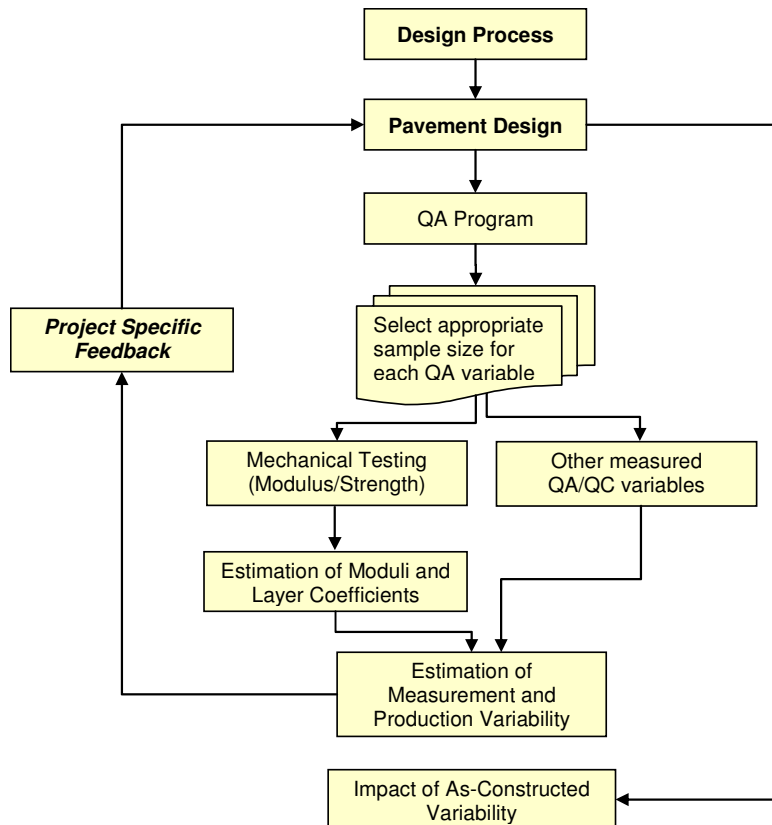 Design Process
Pavement Design
QA Program
Select appropriate
sample size for
each QA variable
Project Specific
Feedback
Mechanical Testing
(Modulus/Strength)
Other measured
QA/QC variables
Estimation of Moduli and
Layer Coefficients
Estimation of
Measurement and
Production Variability
Impact of As-Constructed
Variability